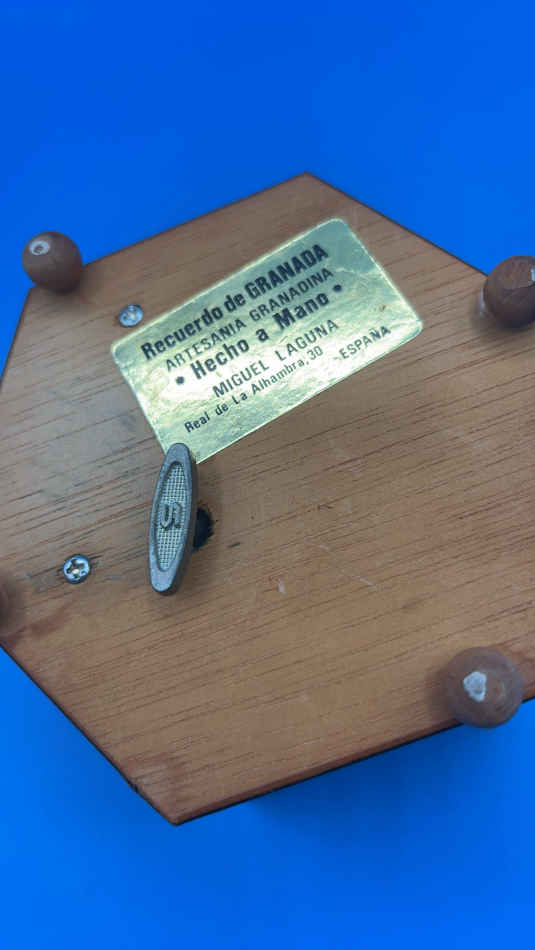 Recuerdo de GRANADA
ARTESANIA GRANADINA
• Hecho a Mano •
MIGUEL LAGUNA
Real de La Alhambra,30 -ESPAÑA